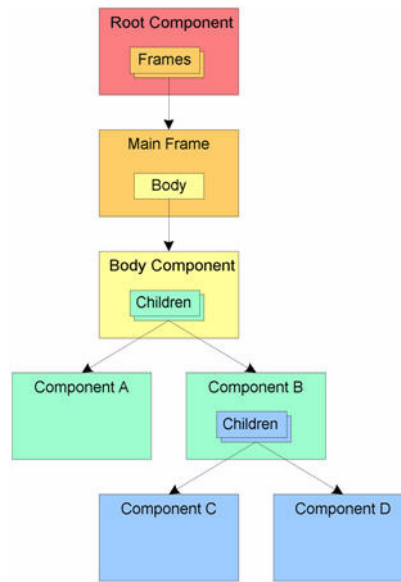 Root Component
Frames
Main Frame
Body
Body Component
Children
Component A
Component B
Children
Component C
Component D